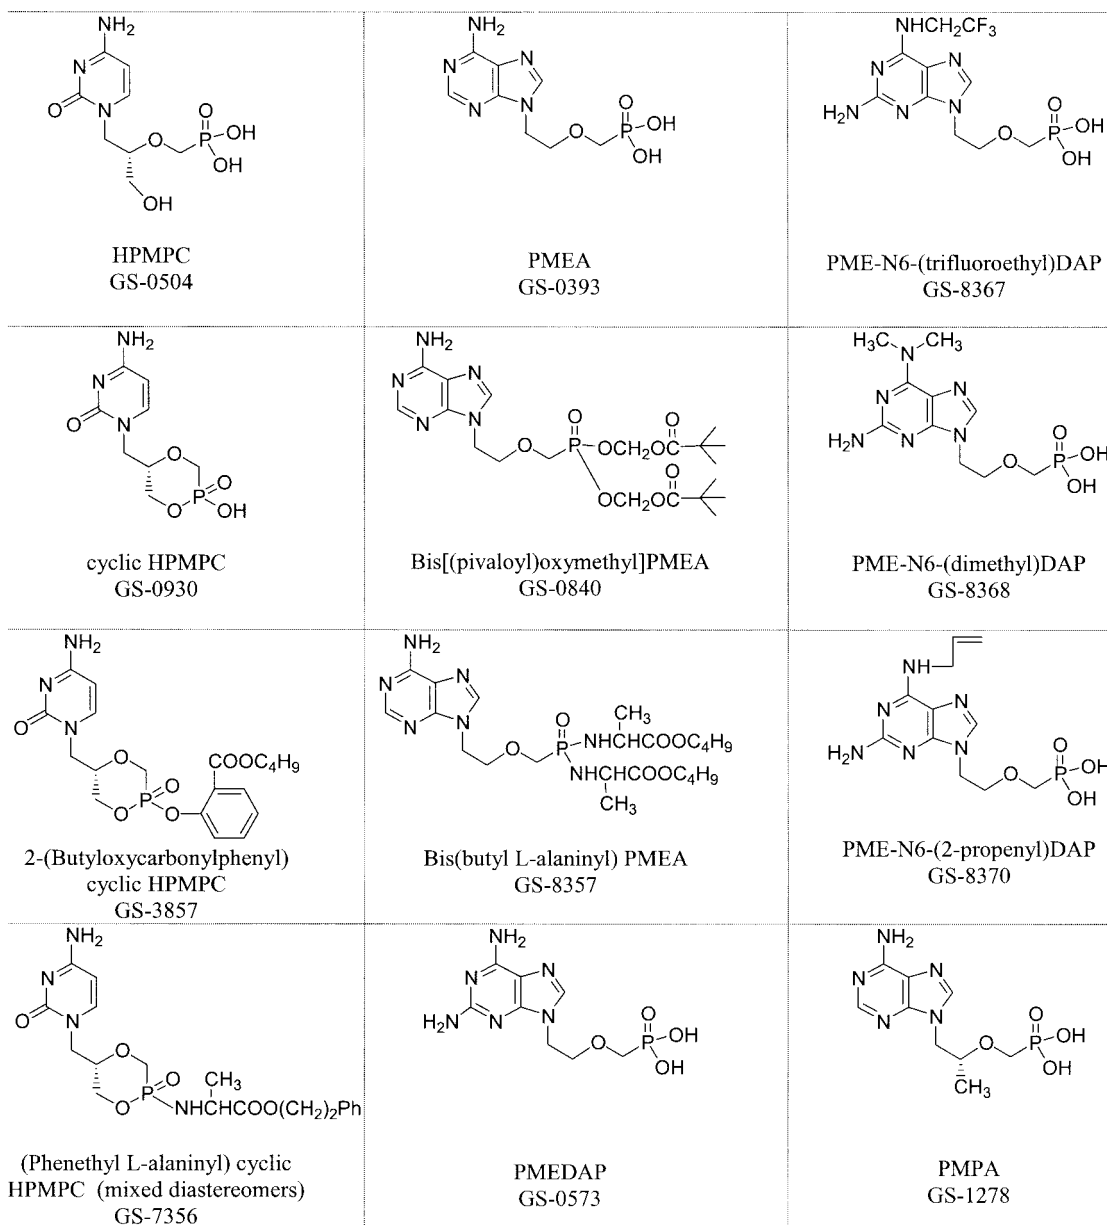 NH2
N
O
N
O
O
P
OH
OH
OH
HPMPC
GS-0504
NH2
N
N
N
N
O
O
P
OH
OH
PMEA
GS-0393
NHCH2CF3
N
N
H2N
N
N
O
O
P
OH
OH
PME-N6-(trifluoroethyl)DAP
GS-8367
NH2
N
O
N
O
O
P
O
OH
cyclic HPMPC
GS-0930
NH2
N
N
N
N
O
O
P
OCH2OC
O
OCH2OC
O
Bis[(pivaloyl)oxymethyl]PMEA
GS-0840
H3C
CH3
N
N
N
H2N
N
N
O
O
P
OH
OH
PME-N6-(dimethyl)DAP
GS-8368
NH2
N
O
N
O
COOC4H9
O
P
O
O
2-(Butyloxycarbonylphenyl)
cyclic HPMPC
GS-3857
NH2
N
N
N
N
O
O
CH3
P
NHCHCOOC4H9
NHCHCOOC4H9
CH3
Bis(butyl L-alaninyl) PMEA
GS-8357
NH
N
N
H2N
N
N
O
O
P
OH
OH
PME-N6-(2-propenyl)DAP
GS-8370
NH2
N
O
N
O
O
CH3
P
O
NHCHCOO(CH2)2Ph
(Phenethyl L-alaninyl) cyclic
HPMPC (mixed diastereomers)
GS-7356
NH2
N
N
H2N
N
N
O
O
P
OH
OH
PMEDAP
GS-0573
NH2
N
N
N
N
O
O
P
OH
OH
CH3
PMPA
GS-1278